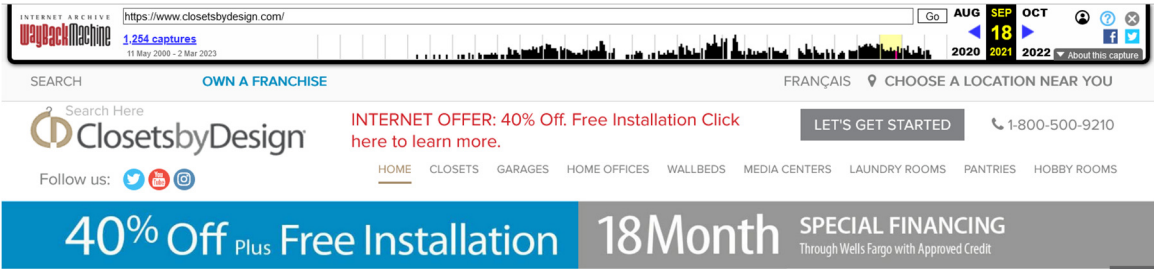 INTERNET ARCHIVE
WayBackMachine
https://www.closetsbydesign.com/
Go
AUG SEP OCT
1,254 captures
18
11 May 2000 - 2 Mar 2023
2020 2021 2022
About this capture
SEARCH OWN A FRANCHISE FRANÇAIS CHOOSE A LOCATION NEAR YOU
Search Here
ClosetsbyDesign
INTERNET OFFER: 40% Off. Free Installation Click
here to learn more.
LET'S GET STARTED 1-800-500-9210
Follow us: You Tube
HOME CLOSETS GARAGES HOME OFFICES WALLBEDS MEDIA CENTERS LAUNDRY ROOMS PANTRIES HOBBY ROOMS
40% Off Plus Free Installation
18 Month SPECIAL FINANCING
Through Wells Fargo with Approved Credit